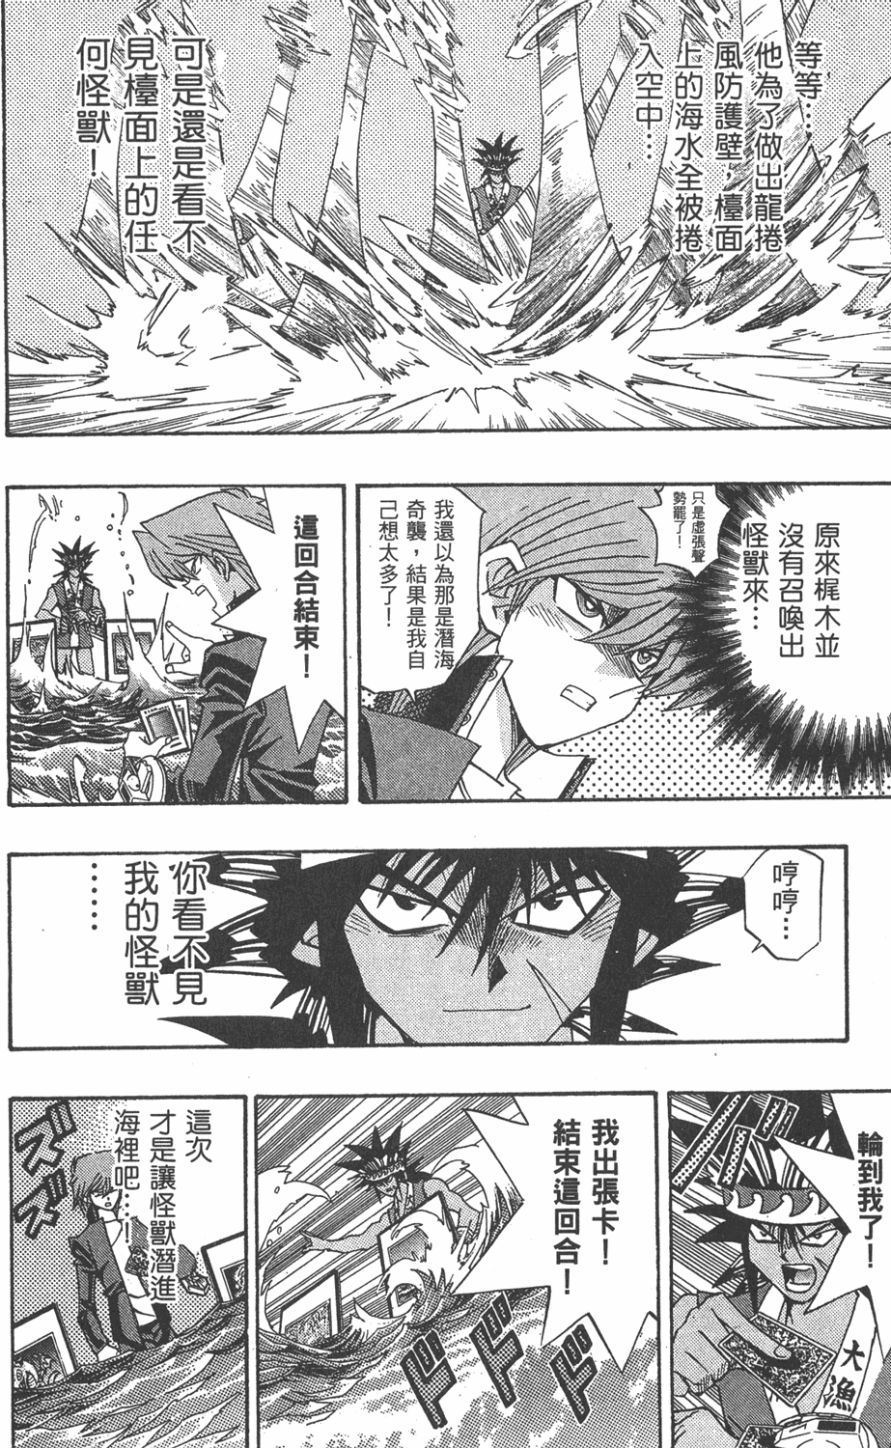 等等…
他為了做出龍捲
風防護壁，檯面
上的海水全被捲
入空中…
可是還是看不
見檯面上的任
何怪獸！
原來梶木並
沒有召喚出
怪獸來…
只是虛張聲
勢罷了！
我還以為那是潛海
奇襲，結果是我自
己想太多了！
這回合結束！
哼哼…
你看不見
我的怪獸
……
輪到我了！
大漁
我出張卡！
結束這回合！
ドドド
這次
才是讓怪獸潛進
海裡吧…！
ズズズ